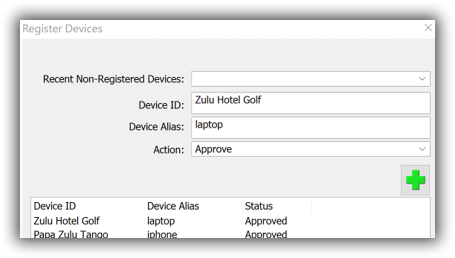 Register Devices
Recent Non-Registered Devices:
Device ID: Zulu Hotel Golf
Device Alias: laptop
Action: Approve
Device ID Device Alias Status
Zulu Hotel Golf laptop Approved
Papa Zulu Tango iphone Approved